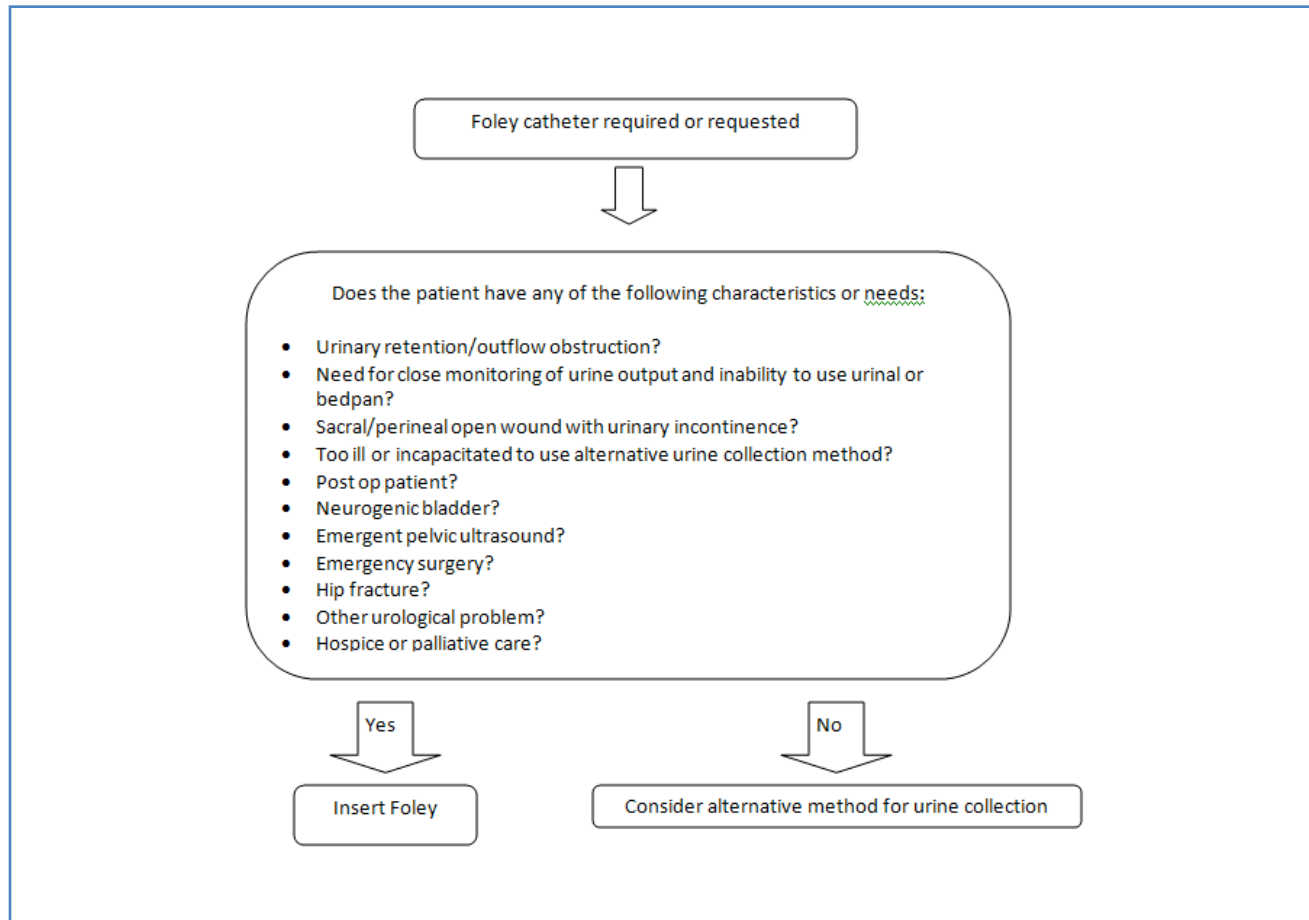 Foley catheter required or requested
Does the patient have any of the following characteristics or needs:
• Urinary retention/outflow obstruction?
• Need for close monitoring of urine output and inability to use urinal or
bedpan?
• Sacral/perineal open wound with urinary incontinence?
• Too ill or incapacitated to use alternative urine collection method?
• Post op patient?
• Neurogenic bladder?
• Emergent pelvic ultrasound?
• Emergency surgery?
• Hip fracture?
• Other urological problem?
• Hospice or palliative care?
Yes
No
Insert Foley
Consider alternative method for urine collection